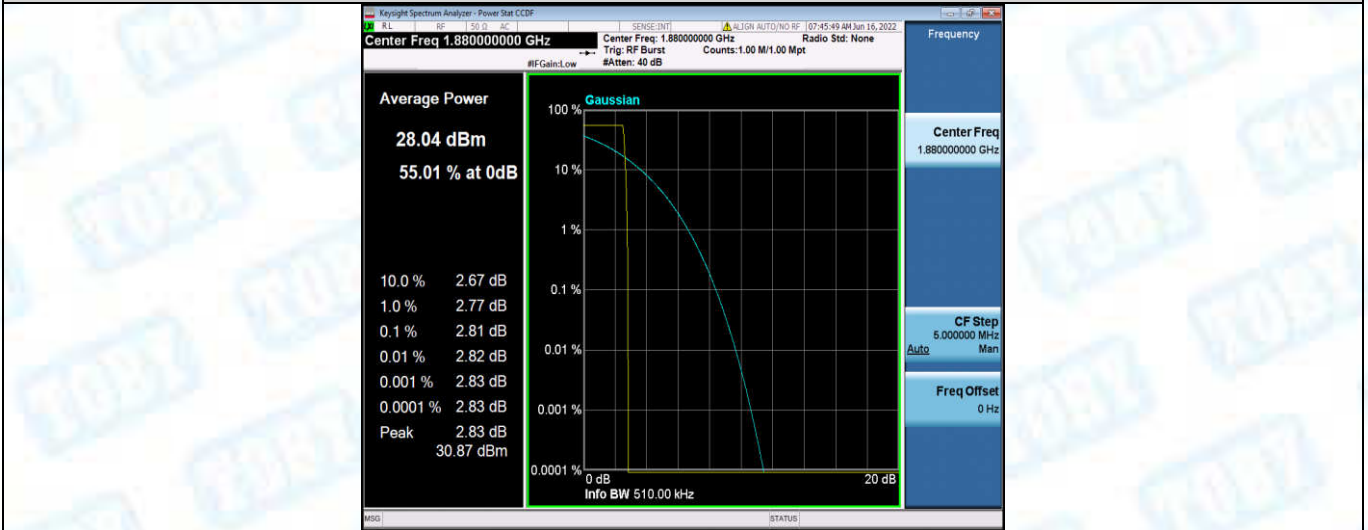 Keysight Spectrum Analyzer - Power Stat CCDF
RL RF 50 Ω AC SENSE:INT ALIGN AUTO/NO RF 07:45:49 AM Jun 16, 2022
Center Freq 1.880000000 GHz
Center Freq: 1.880000000 GHz Radio Std: None
Trig: RF Burst Counts:1.00 M/1.00 Mpt
#IFGain:Low #Atten: 40 dB
Frequency
Average Power
28.04 dBm
55.01 % at 0dB
10.0 % 2.67 dB
1.0 % 2.77 dB
0.1 % 2.81 dB
0.01 % 2.82 dB
0.001 % 2.83 dB
0.0001 % 2.83 dB
Peak 2.83 dB
30.87 dBm
Gaussian
100 %
10 %
1 %
0.1 %
0.01 %
0.001 %
0.0001 %
0 dB 20 dB
Info BW 510.00 kHz
Center Freq
1.880000000 GHz
CF Step
5.000000 MHz
Auto Man
Freq Offset
0 Hz
MSG STATUS
TOBY